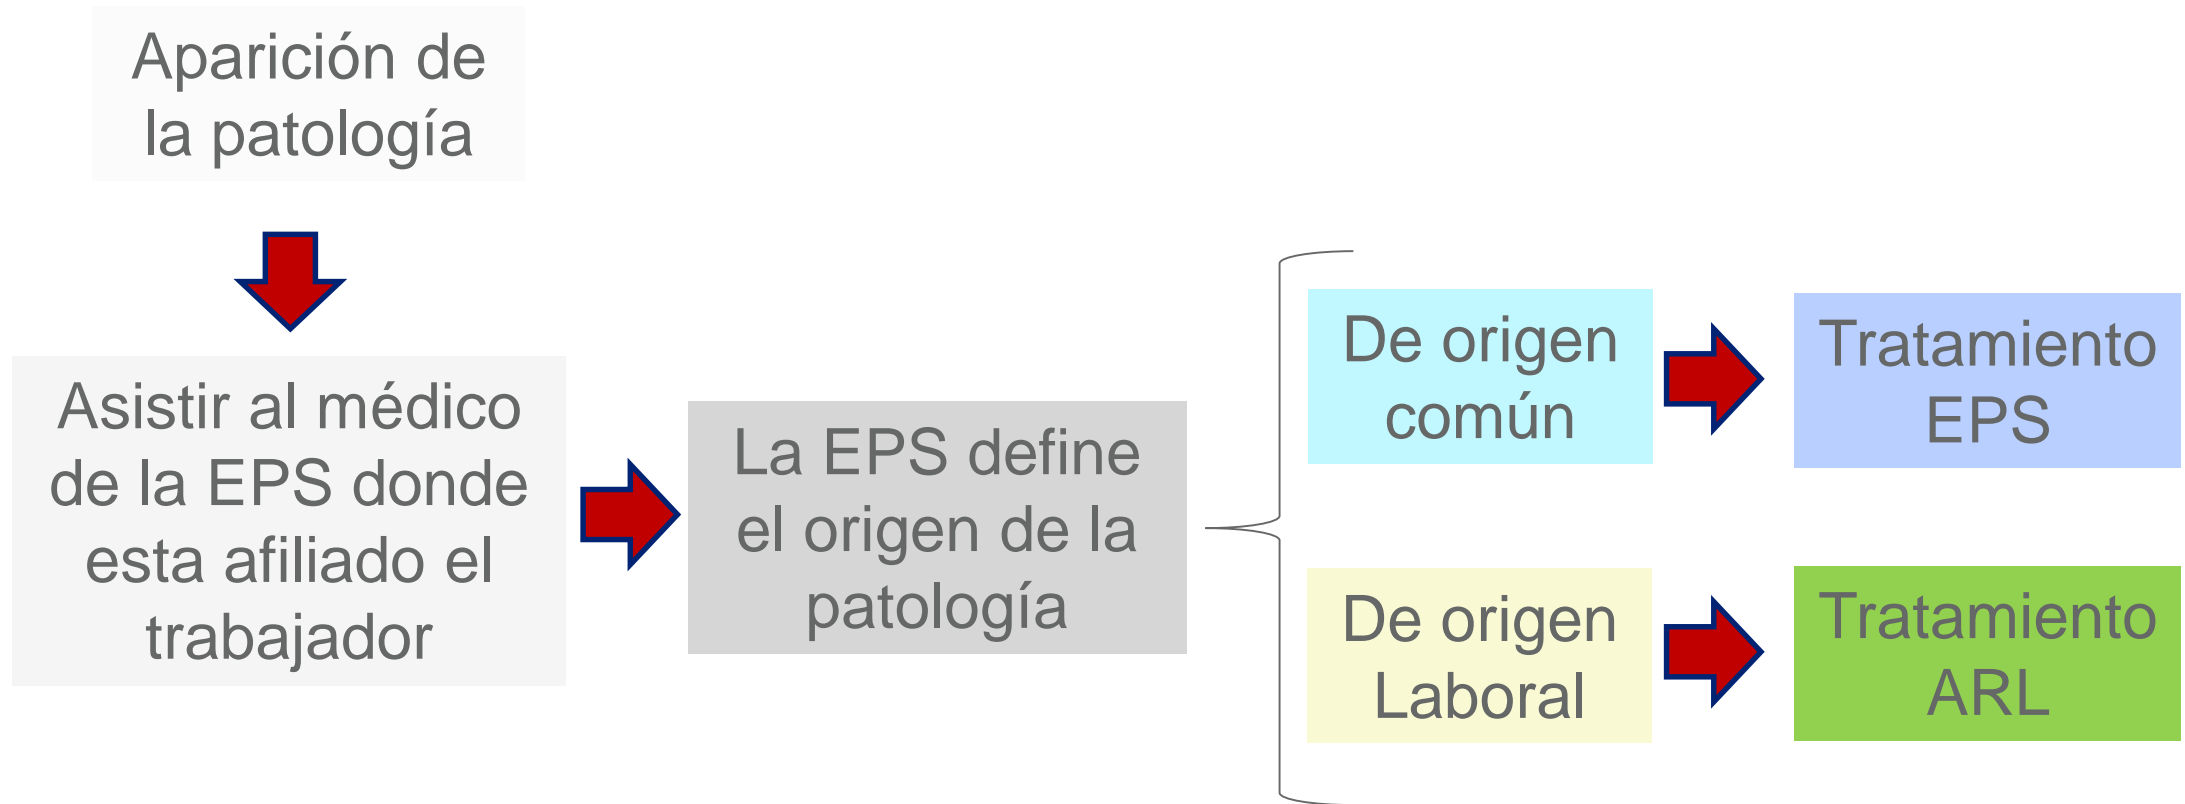 Aparición de
la patología
Asistir al médico
de la EPS donde
esta afiliado el
trabajador
La EPS define
el origen de la
patología
De origen
común
Tratamiento
EPS
De origen
Laboral
Tratamiento
ARL